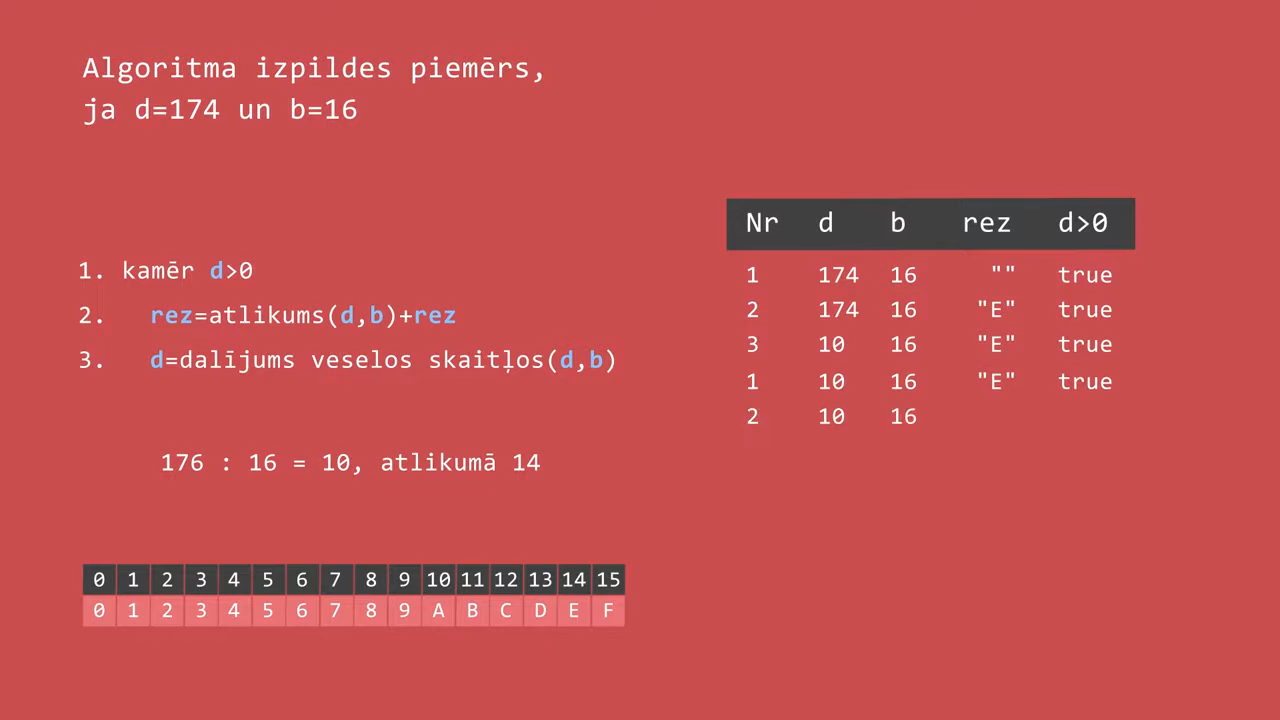 Algoritma izpildes piemērs,
ja d=174 un b=16
1. kamēr d>0
2. rez=atlikums(d,b)+rez
3. d=dalījums veselos skaitļos(d,b)
176 : 16 = 10, atlikumā 14
0 1 2 3 4 5 6 7 8 9 10 11 12 13 14 15
0 1 2 3 4 5 6 7 8 9 A B C D E F
Nr d b rez d>0
1 174 16 "" true
2 174 16 "E" true
3 10 16 "E" true
1 10 16 "E" true
2 10 16